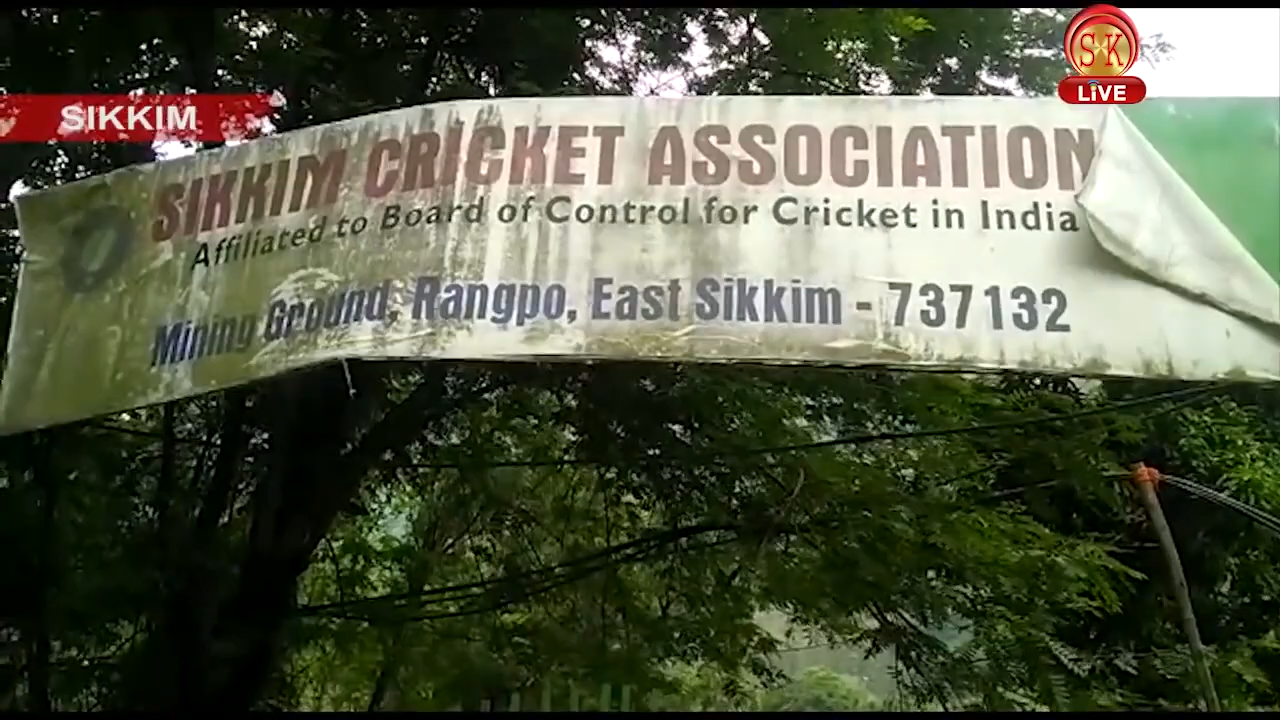 SK
LIVE
SIKKIM
SIKKIM CRICKET ASSOCIATION
Affiliated to Board of Control for Cricket in India
Mining Ground, Rangpo, East Sikkim - 737132